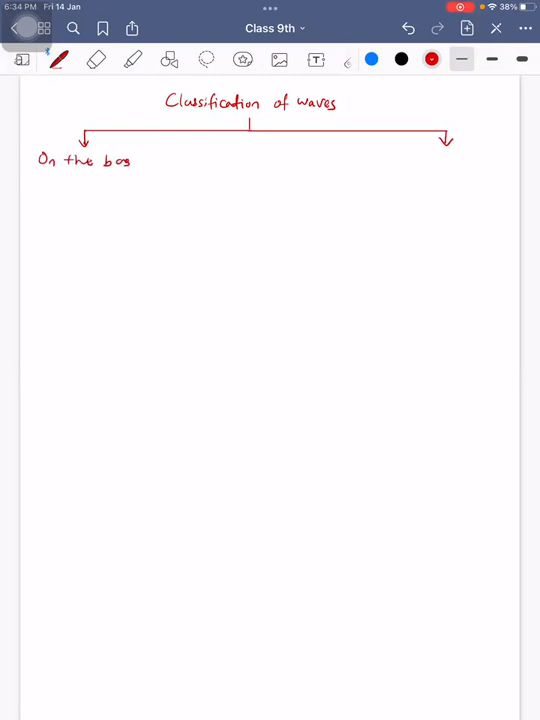 6:34 PM Fri 14 Jan
38%
Class 9th
T
Classification of waves
On the bas